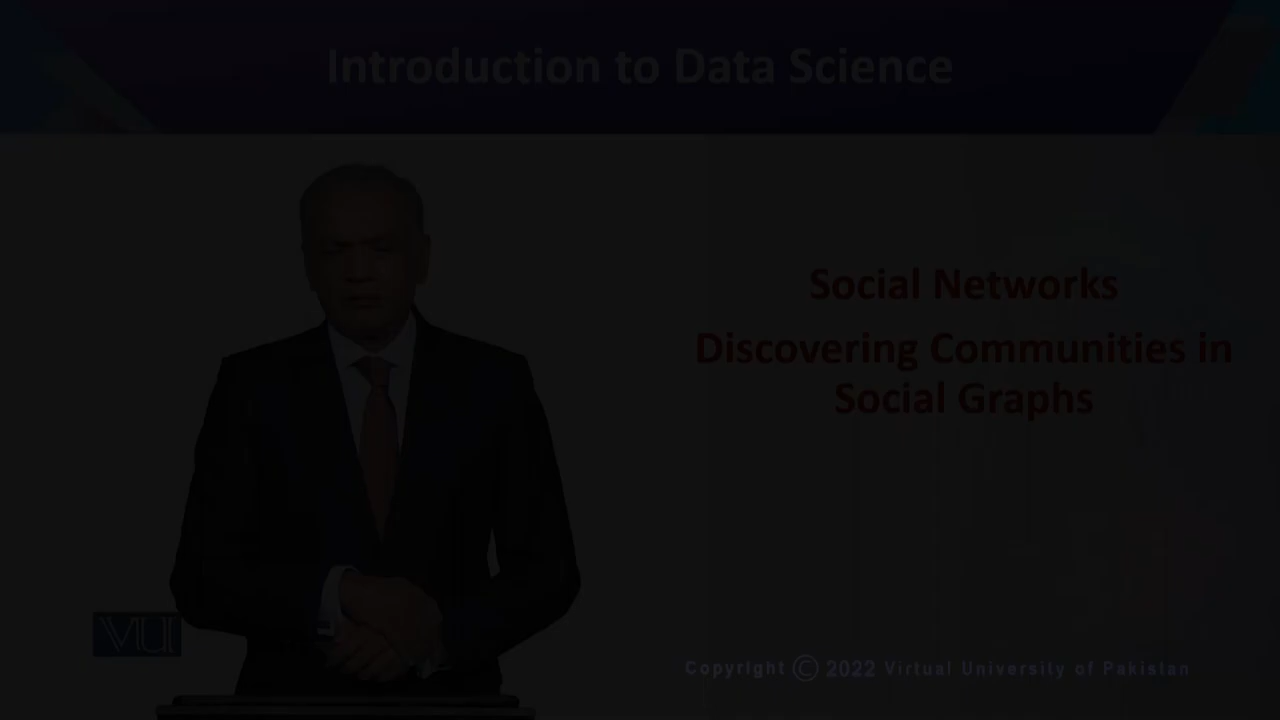 Introduction to Data Science
Social Networks
Discovering Communities in
Social Graphs
VU
Copyright © 2022 Virtual University of Pakistan